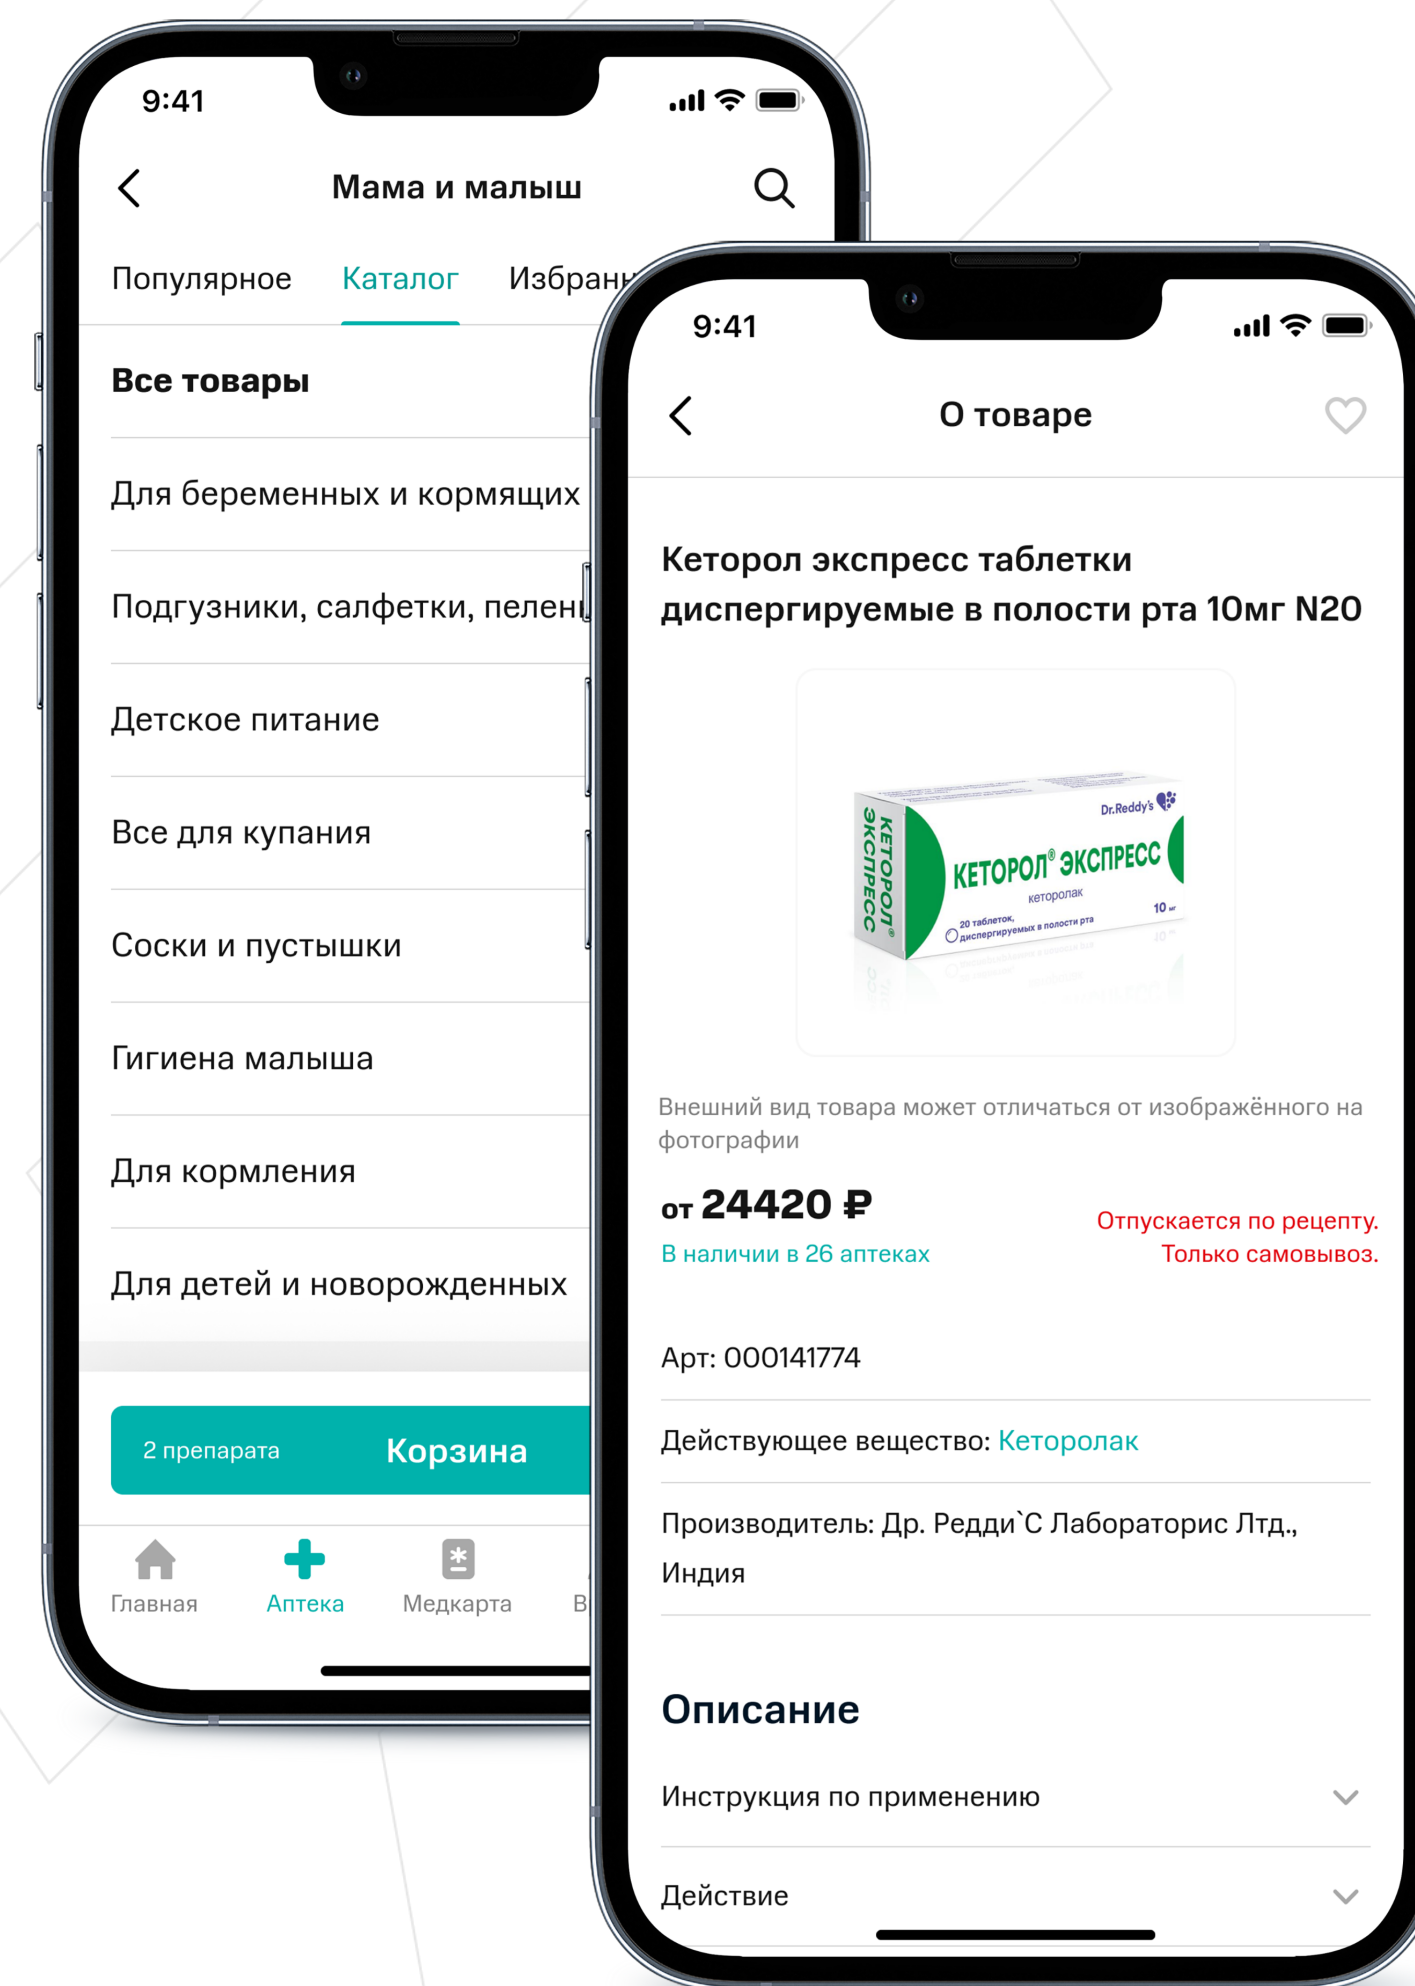 9:41
Мама и малыш
Популярное Каталог Избранн
Все товары
Для беременных и кормящих
Подгузники, салфетки, пелен
Детское питание
Все для купания
Соски и пустышки
Гигиена малыша
Для кормления
Для детей и новорожденных
2 препарата Корзина
Главная Аптека Медкарта В
9:41
О товаре
Кеторол экспресс таблетки
диспергируемые в полости рта 10мг N20
Dr.Reddy's
КЕТОРОЛ®
ЭКСПРЕСС
КЕТОРОЛ® ЭКСПРЕСС
кеторолак
20 таблеток,
диспергируемых в полости рта
10 мг
Внешний вид товара может отличаться от изображённого на
фотографии
от 24420 ₽
В наличии в 26 аптеках
Отпускается по рецепту.
Только самовывоз.
Арт: 000141774
Действующее вещество: Кеторолак
Производитель: Др. Редди`С Лабораторис Лтд.,
Индия
Описание
Инструкция по применению
Действие